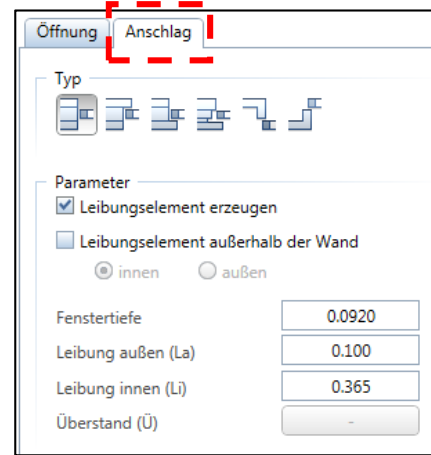 Öffnung Anschlag
Typ
Parameter
Leibungselement erzeugen
Leibungselement außerhalb der Wand
innen außen
Fenstertiefe 0.0920
Leibung außen (La) 0.100
Leibung innen (Li) 0.365
Überstand (Ü) -